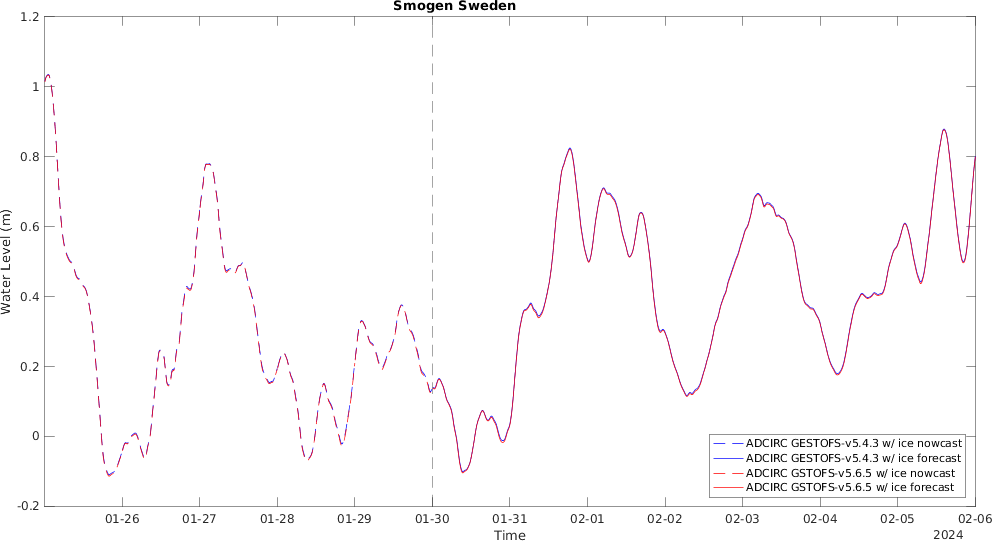 Smogen Sweden
1.2
1
0.8
0.6
0.4
0.2
0
-0.2
Water Level (m)
01-26 01-27 01-28 01-29 01-30 01-31 02-01 02-02 02-03 02-04 02-05 02-06
Time
2024
ADCIRC GESTOFS-v5.4.3 w/ ice nowcast
ADCIRC GESTOFS-v5.4.3 w/ ice forecast
ADCIRC GSTOFS-v5.6.5 w/ ice nowcast
ADCIRC GSTOFS-v5.6.5 w/ ice forecast